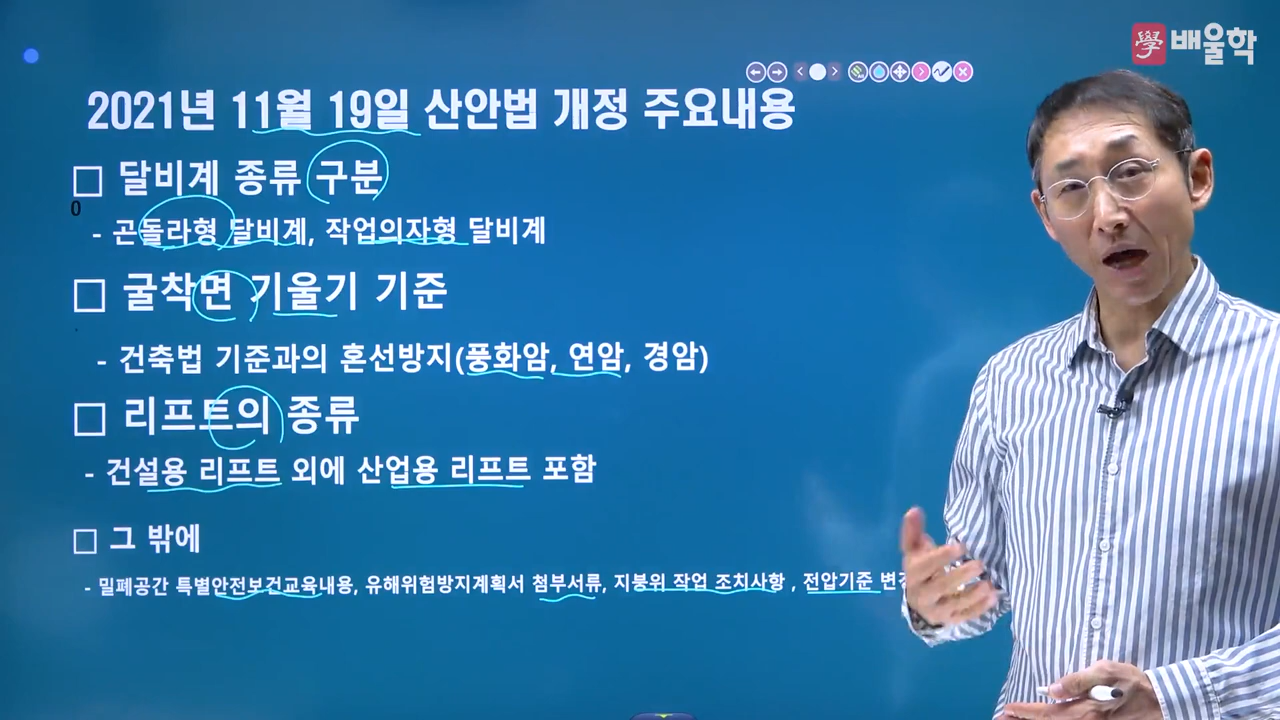 學 배울학
2021년 11월 19일 산안법 개정 주요내용
□ 달비계 종류 구분
0
- 곤돌라형 달비계, 작업의자형 달비계
□ 굴착면 기울기 기준
- 건축법 기준과의 혼선방지(풍화암, 연암, 경암)
□ 리프트의 종류
- 건설용 리프트 외에 산업용 리프트 포함
□ 그 밖에
- 밀폐공간 특별안전보건교육내용, 유해위험방지계획서 첨부서류, 지붕위 작업 조치사항 , 전압기준